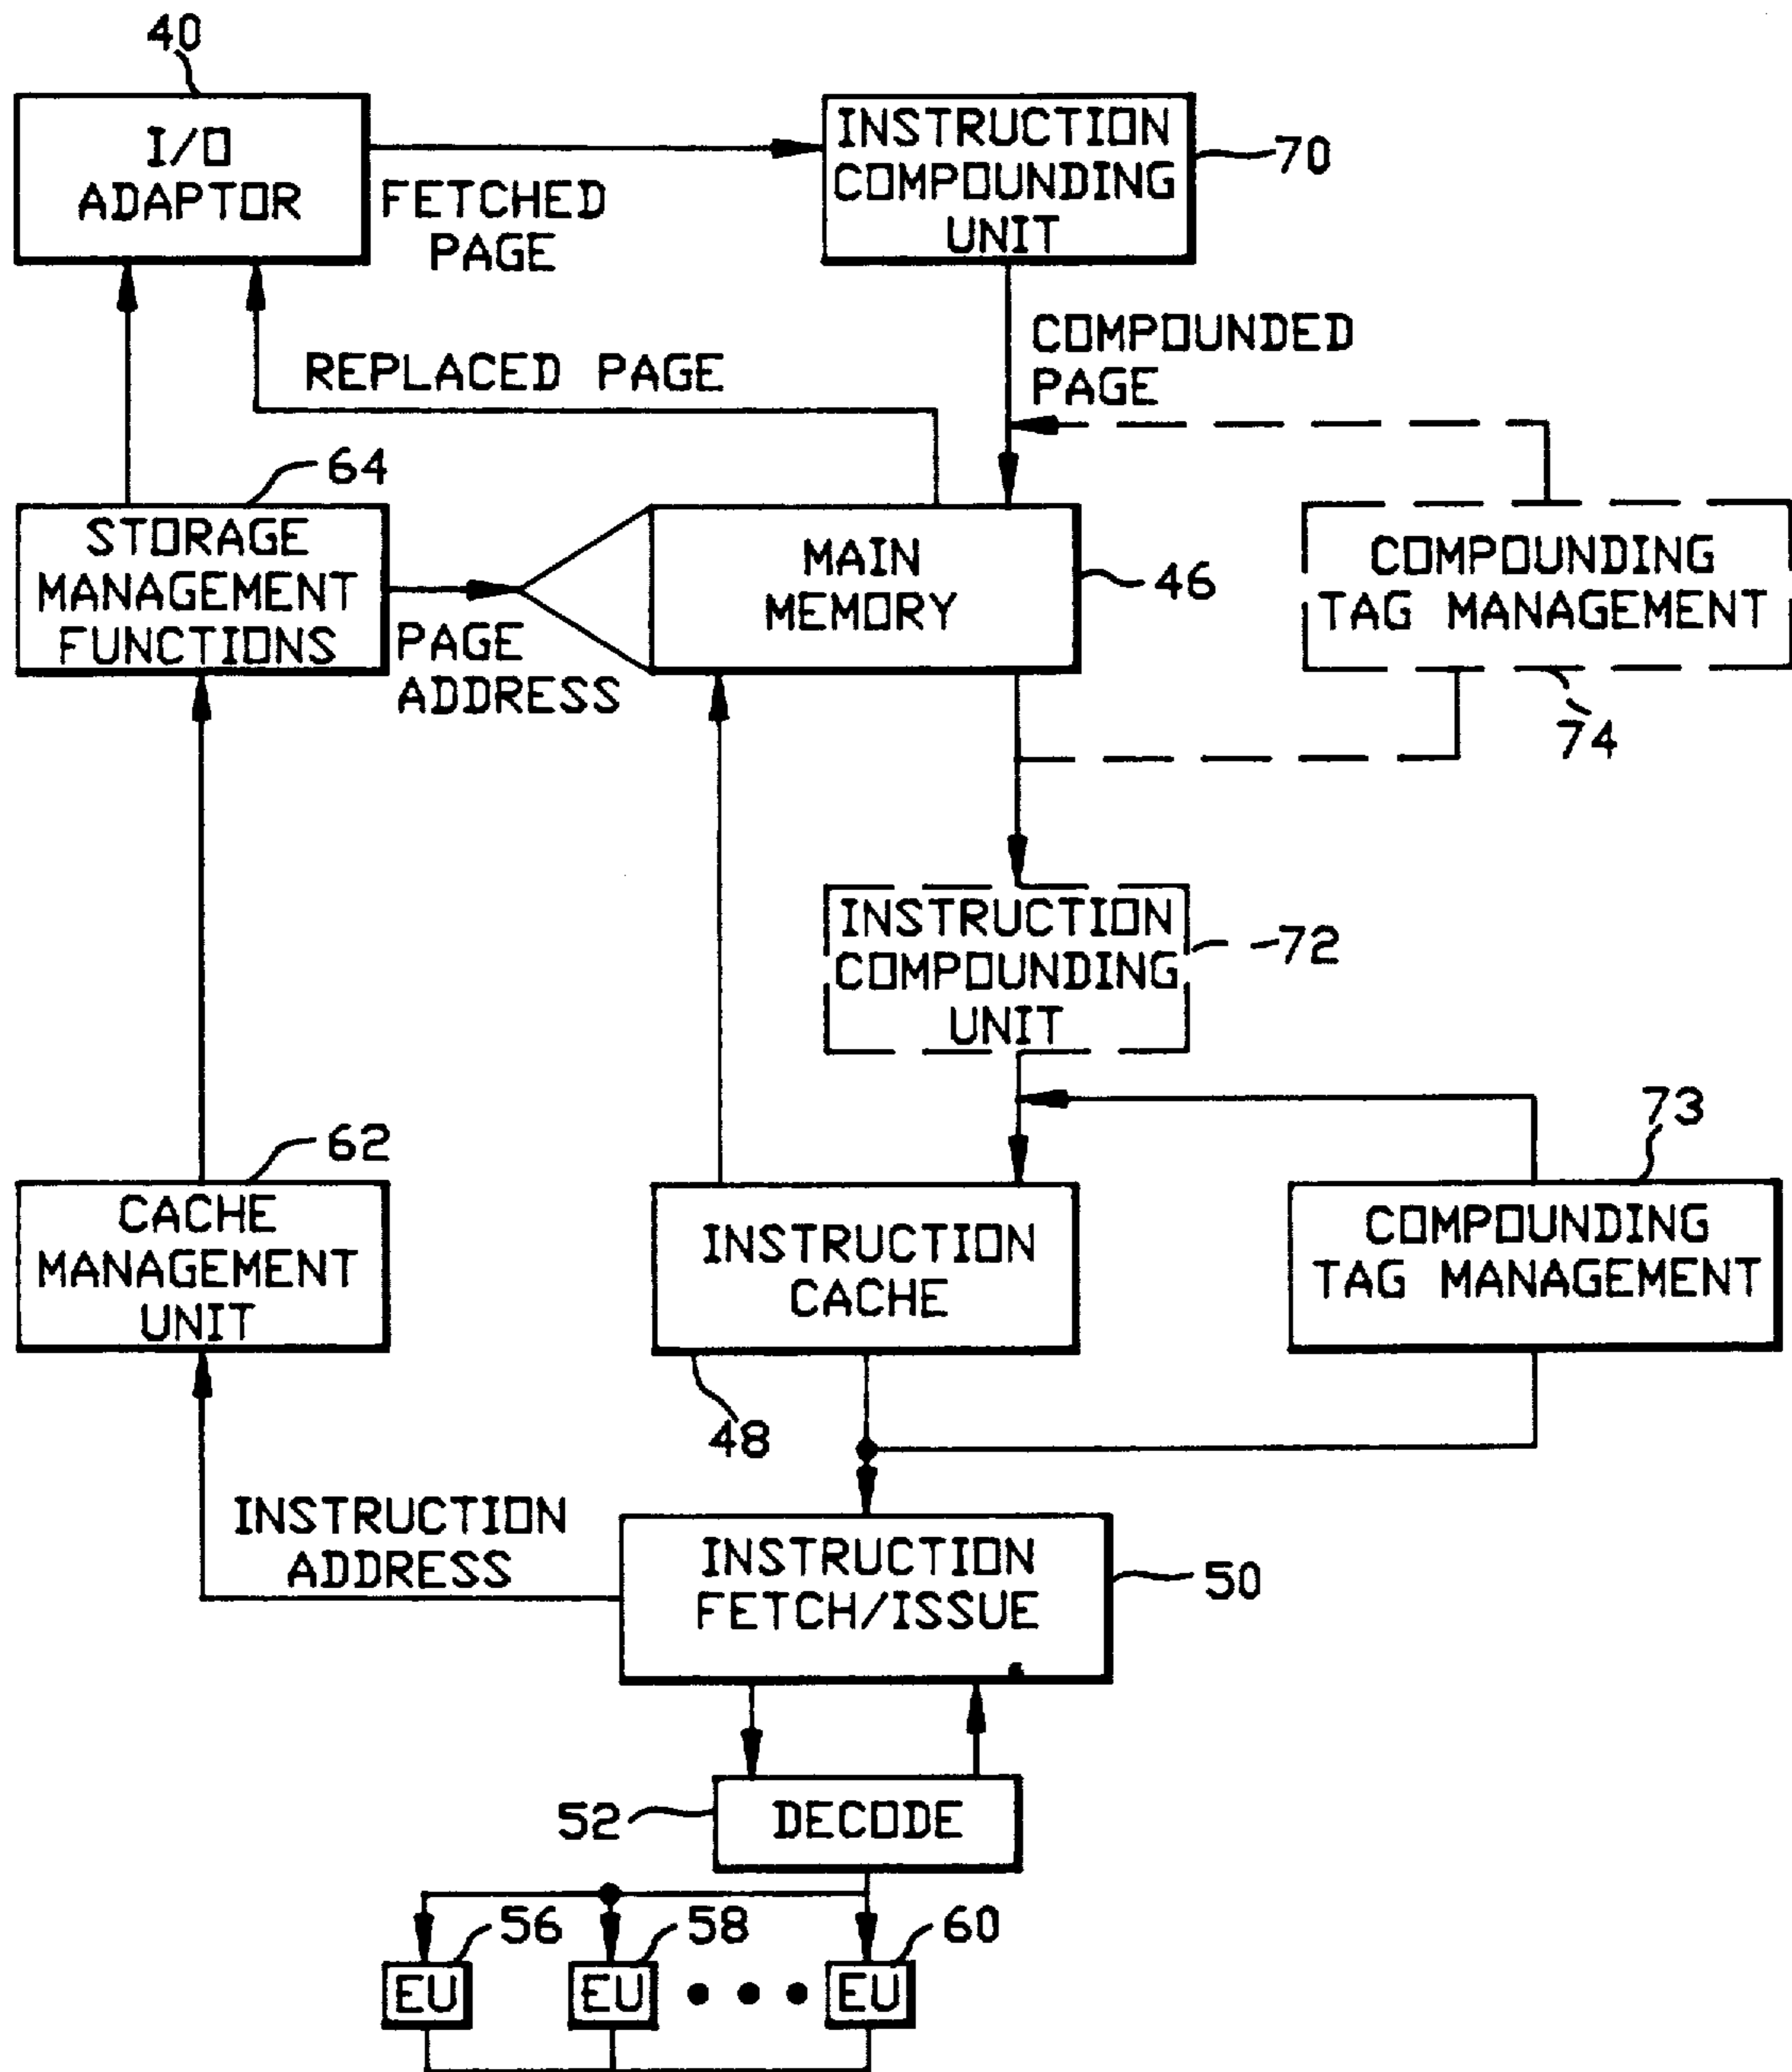 40
I/O
ADAPTOR
INSTRUCTION
COMPOUNDING
UNIT
70
FETCHED
PAGE
COMPOUNDED
PAGE
REPLACED PAGE
64
STORAGE
MANAGEMENT
FUNCTIONS
PAGE
ADDRESS
MAIN
MEMORY
46
COMPOUNDING
TAG MANAGEMENT
74
INSTRUCTION
COMPOUNDING
UNIT
72
62
CACHE
MANAGEMENT
UNIT
INSTRUCTION
CACHE
48
73
COMPOUNDING
TAG MANAGEMENT
INSTRUCTION
ADDRESS
INSTRUCTION
FETCH/ISSUE
50
52
DECODE
56
58
60
EU
EU
EU